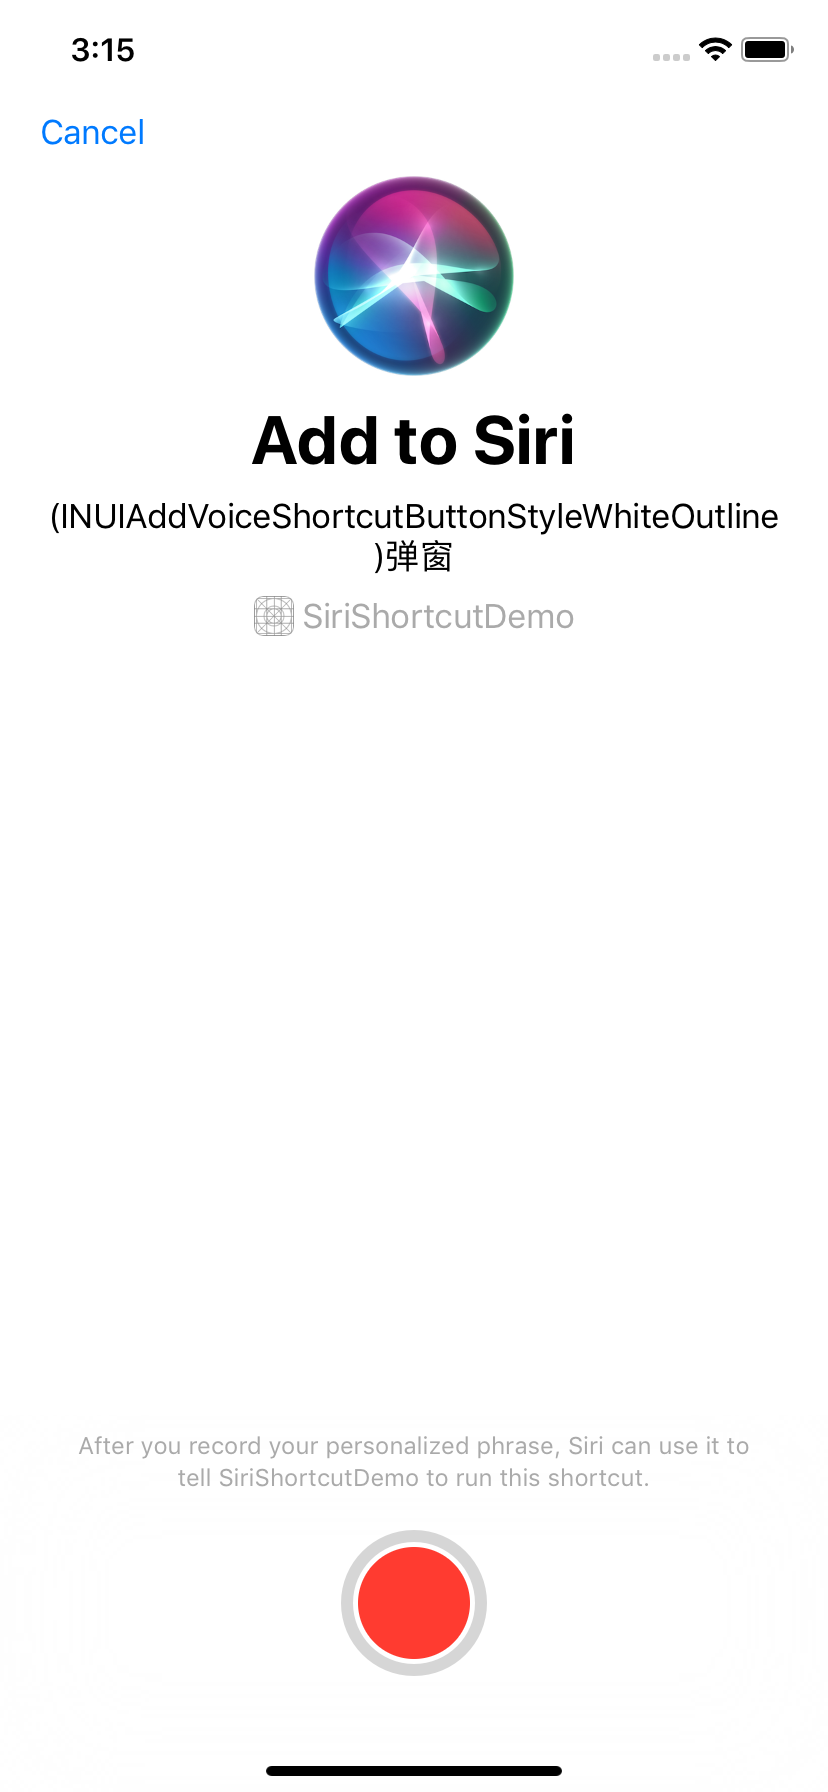 3:15
Cancel
Add to Siri
(INUIAddVoiceShortcutButtonStyleWhiteOutline
)弹窗
SiriShortcutDemo
After you record your personalized phrase, Siri can use it to
tell SiriShortcutDemo to run this shortcut.